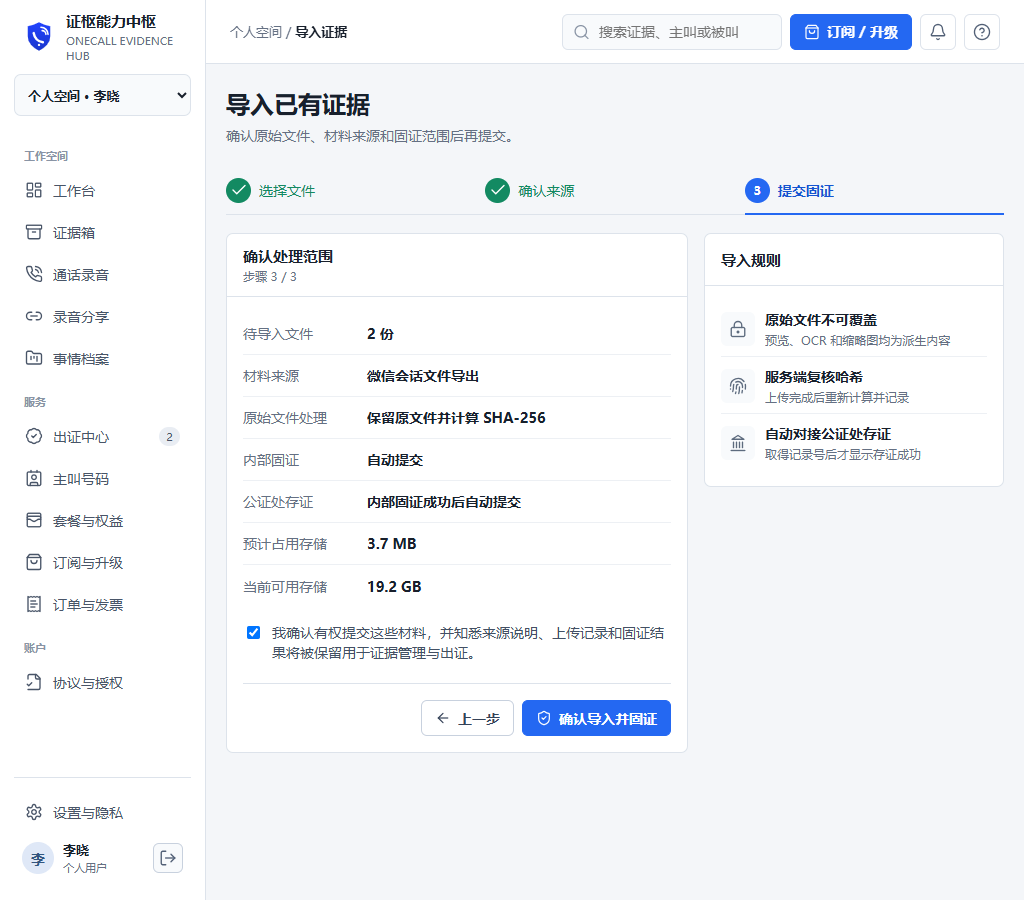 证枢能力中枢
ONECALL EVIDENCE
HUB
个人空间 • 李晓
工作空间
工作台
证据箱
通话录音
录音分享
事情档案
服务
出证中心 2
主叫号码
套餐与权益
订阅与升级
订单与发票
账户
协议与授权
设置与隐私
李
李晓
个人用户
个人空间 / 导入证据
搜索证据、主叫或被叫
订阅 / 升级
导入已有证据
确认原始文件、材料来源和固证范围后再提交。
选择文件
确认来源
3 提交固证
确认处理范围
步骤 3 / 3
待导入文件 2 份
材料来源 微信会话文件导出
原始文件处理 保留原文件并计算 SHA-256
内部固证 自动提交
公证处存证 内部固证成功后自动提交
预计占用存储 3.7 MB
当前可用存储 19.2 GB
我确认有权提交这些材料，并知悉来源说明、上传记录和固证结
果将被保留用于证据管理与出证。
上一步
确认导入并固证
导入规则
原始文件不可覆盖
预览、OCR 和缩略图均为派生内容
服务端复核哈希
上传完成后重新计算并记录
自动对接公证处存证
取得记录号后才显示存证成功